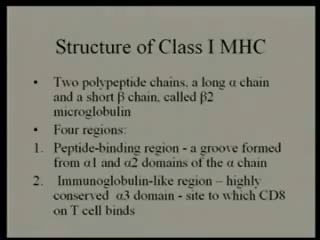 Structure of Class I MHC
• Two polypeptide chains, a long α chain
and a short β chain, called β2
microglobulin
• Four regions:
1. Peptide-binding region - a groove formed
from α1 and α2 domains of the α chain
2. Immunoglobulin-like region – highly
conserved α3 domain - site to which CD8
on T cell binds